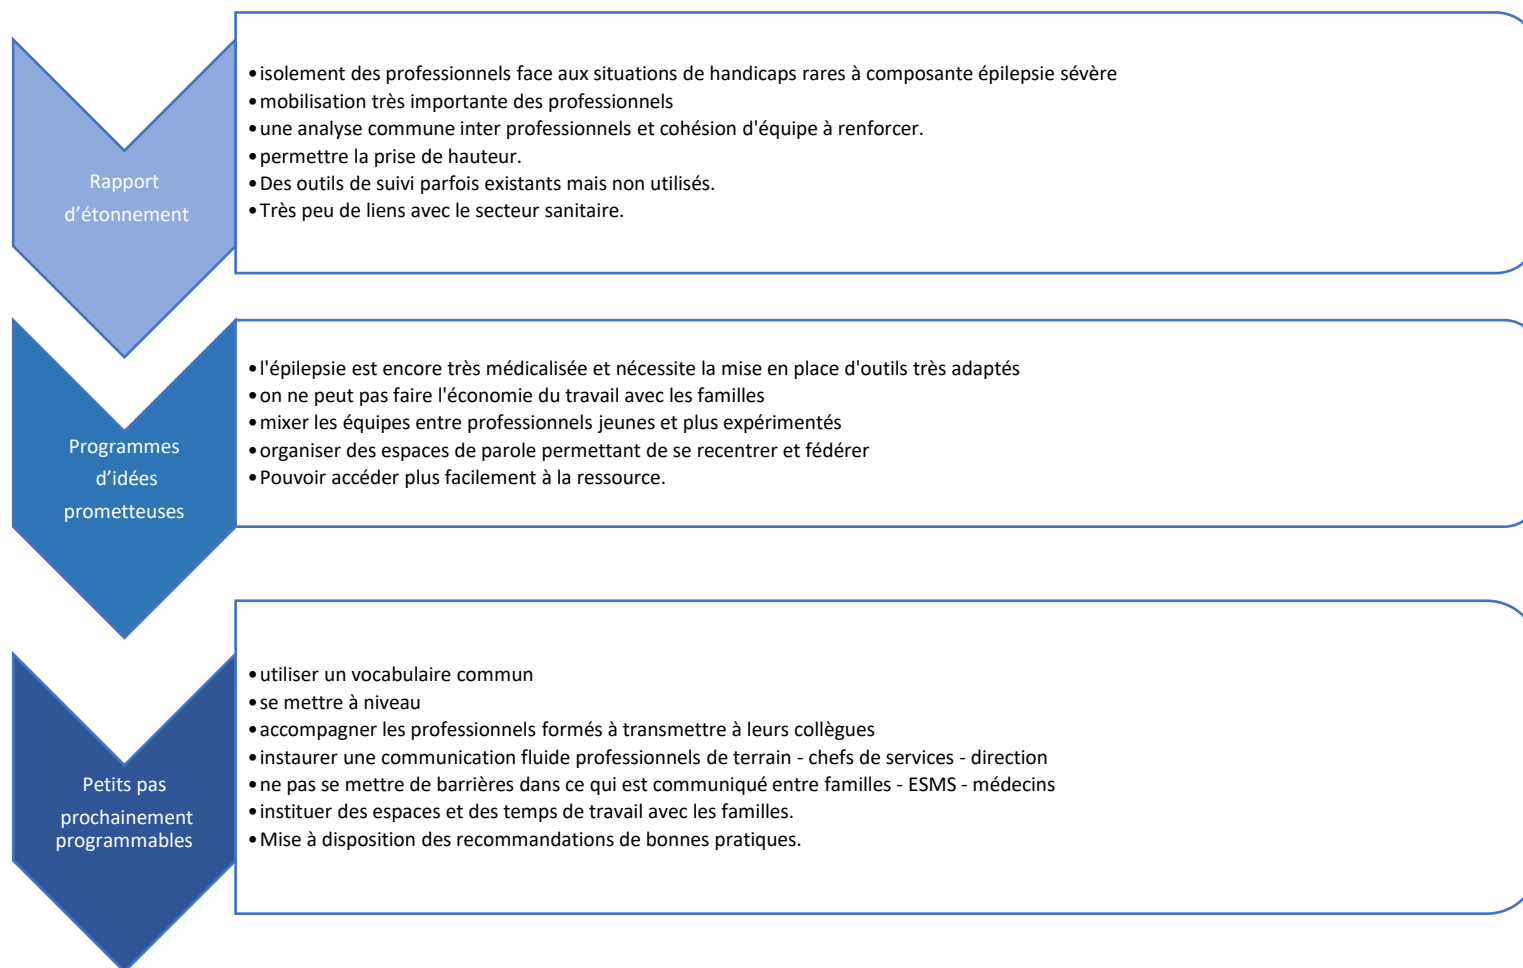 Rapport
d’étonnement
•isolement des professionnels face aux situations de handicaps rares à composante épilepsie sévère
•mobilisation très importante des professionnels
•une analyse commune inter professionnels et cohésion d'équipe à renforcer.
•permettre la prise de hauteur.
•Des outils de suivi parfois existants mais non utilisés.
•Très peu de liens avec le secteur sanitaire.
Programmes
d’idées
prometteuses
•l'épilepsie est encore très médicalisée et nécessite la mise en place d'outils très adaptés
•on ne peut pas faire l'économie du travail avec les familles
•mixer les équipes entre professionnels jeunes et plus expérimentés
•organiser des espaces de parole permettant de se recentrer et fédérer
•Pouvoir accéder plus facilement à la ressource.
Petits pas
prochainement
programmables
•utiliser un vocabulaire commun
•se mettre à niveau
•accompagner les professionnels formés à transmettre à leurs collègues
•instaurer une communication fluide professionnels de terrain - chefs de services - direction
•ne pas se mettre de barrières dans ce qui est communiqué entre familles - ESMS - médecins
•instituer des espaces et des temps de travail avec les familles.
•Mise à disposition des recommandations de bonnes pratiques.